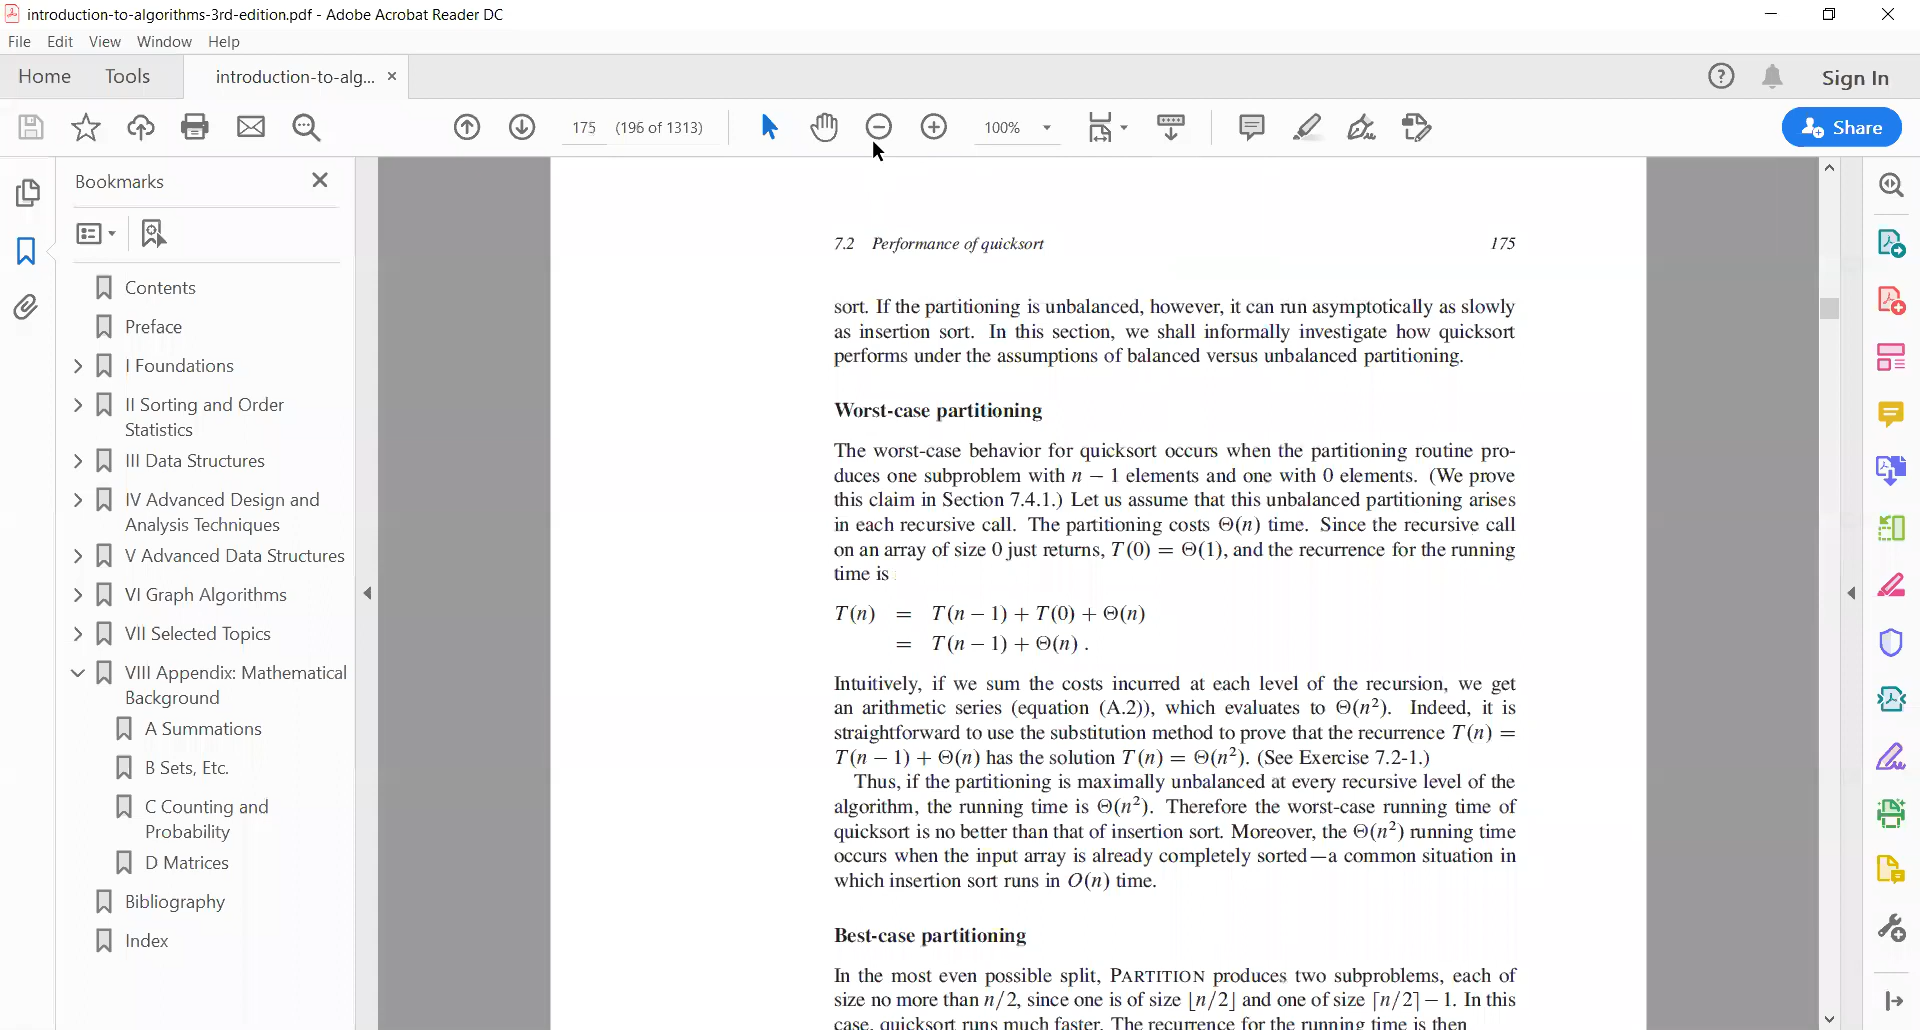 introduction-to-algorithms-3rd-edition.pdf - Adobe Acrobat Reader DC
File Edit View Window Help
Home Tools introduction-to-alg... × Sign In
175 (196 of 1313) 100% Share
Bookmarks
Contents
Preface
I Foundations
II Sorting and Order
Statistics
III Data Structures
IV Advanced Design and
Analysis Techniques
V Advanced Data Structures
VI Graph Algorithms
VII Selected Topics
VIII Appendix: Mathematical
Background
A Summations
B Sets, Etc.
C Counting and
Probability
D Matrices
Bibliography
Index
7.2 Performance of quicksort 175
sort. If the partitioning is unbalanced, however, it can run asymptotically as slowly
as insertion sort. In this section, we shall informally investigate how quicksort
performs under the assumptions of balanced versus unbalanced partitioning.
Worst-case partitioning
The worst-case behavior for quicksort occurs when the partitioning routine pro-
duces one subproblem with n − 1 elements and one with 0 elements. (We prove
this claim in Section 7.4.1.) Let us assume that this unbalanced partitioning arises
in each recursive call. The partitioning costs Θ(n) time. Since the recursive call
on an array of size 0 just returns, T(0) = Θ(1), and the recurrence for the running
time is
T(n) = T(n − 1) + T(0) + Θ(n)
= T(n − 1) + Θ(n) .
Intuitively, if we sum the costs incurred at each level of the recursion, we get
an arithmetic series (equation (A.2)), which evaluates to Θ(n²). Indeed, it is
straightforward to use the substitution method to prove that the recurrence T(n) =
T(n − 1) + Θ(n) has the solution T(n) = Θ(n²). (See Exercise 7.2-1.)
Thus, if the partitioning is maximally unbalanced at every recursive level of the
algorithm, the running time is Θ(n²). Therefore the worst-case running time of
quicksort is no better than that of insertion sort. Moreover, the Θ(n²) running time
occurs when the input array is already completely sorted—a common situation in
which insertion sort runs in O(n) time.
Best-case partitioning
In the most even possible split, PARTITION produces two subproblems, each of
size no more than n/2, since one is of size ⌊n/2⌋ and one of size ⌈n/2⌉ − 1. In this
case, quicksort runs much faster. The recurrence for the running time is then